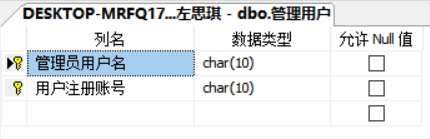 DESKTOP-MRFQ17...左思琪 - dbo.管理用户
列名 数据类型 允许 Null 值
管理员用户名 char(10)
用户注册账号 char(10)